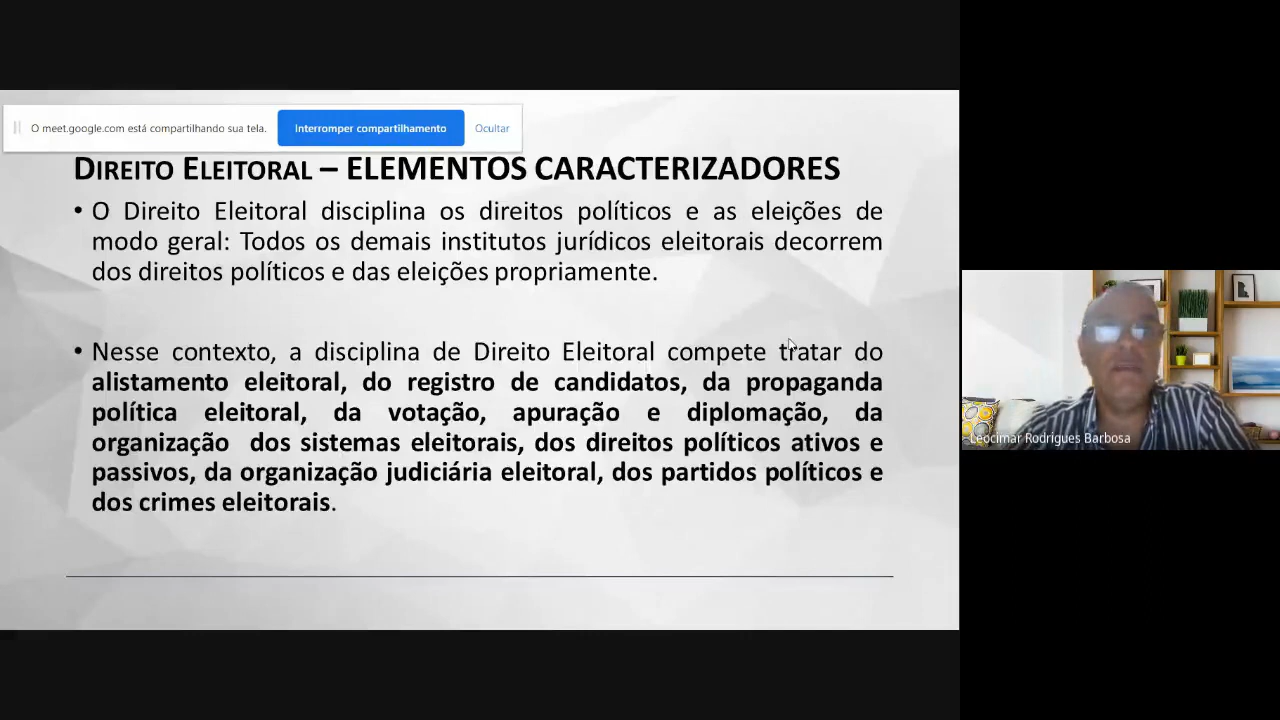 O meet.google.com está compartilhando sua tela. Interromper compartilhamento Ocultar
DIREITO ELEITORAL – ELEMENTOS CARACTERIZADORES
• O Direito Eleitoral disciplina os direitos políticos e as eleições de
modo geral: Todos os demais institutos jurídicos eleitorais decorrem
dos direitos políticos e das eleições propriamente.
• Nesse contexto, a disciplina de Direito Eleitoral compete tratar do
alistamento eleitoral, do registro de candidatos, da propaganda
política eleitoral, da votação, apuração e diplomação, da
organização dos sistemas eleitorais, dos direitos políticos ativos e
passivos, da organização judiciária eleitoral, dos partidos políticos e
dos crimes eleitorais.
Leocimar Rodrigues Barbosa